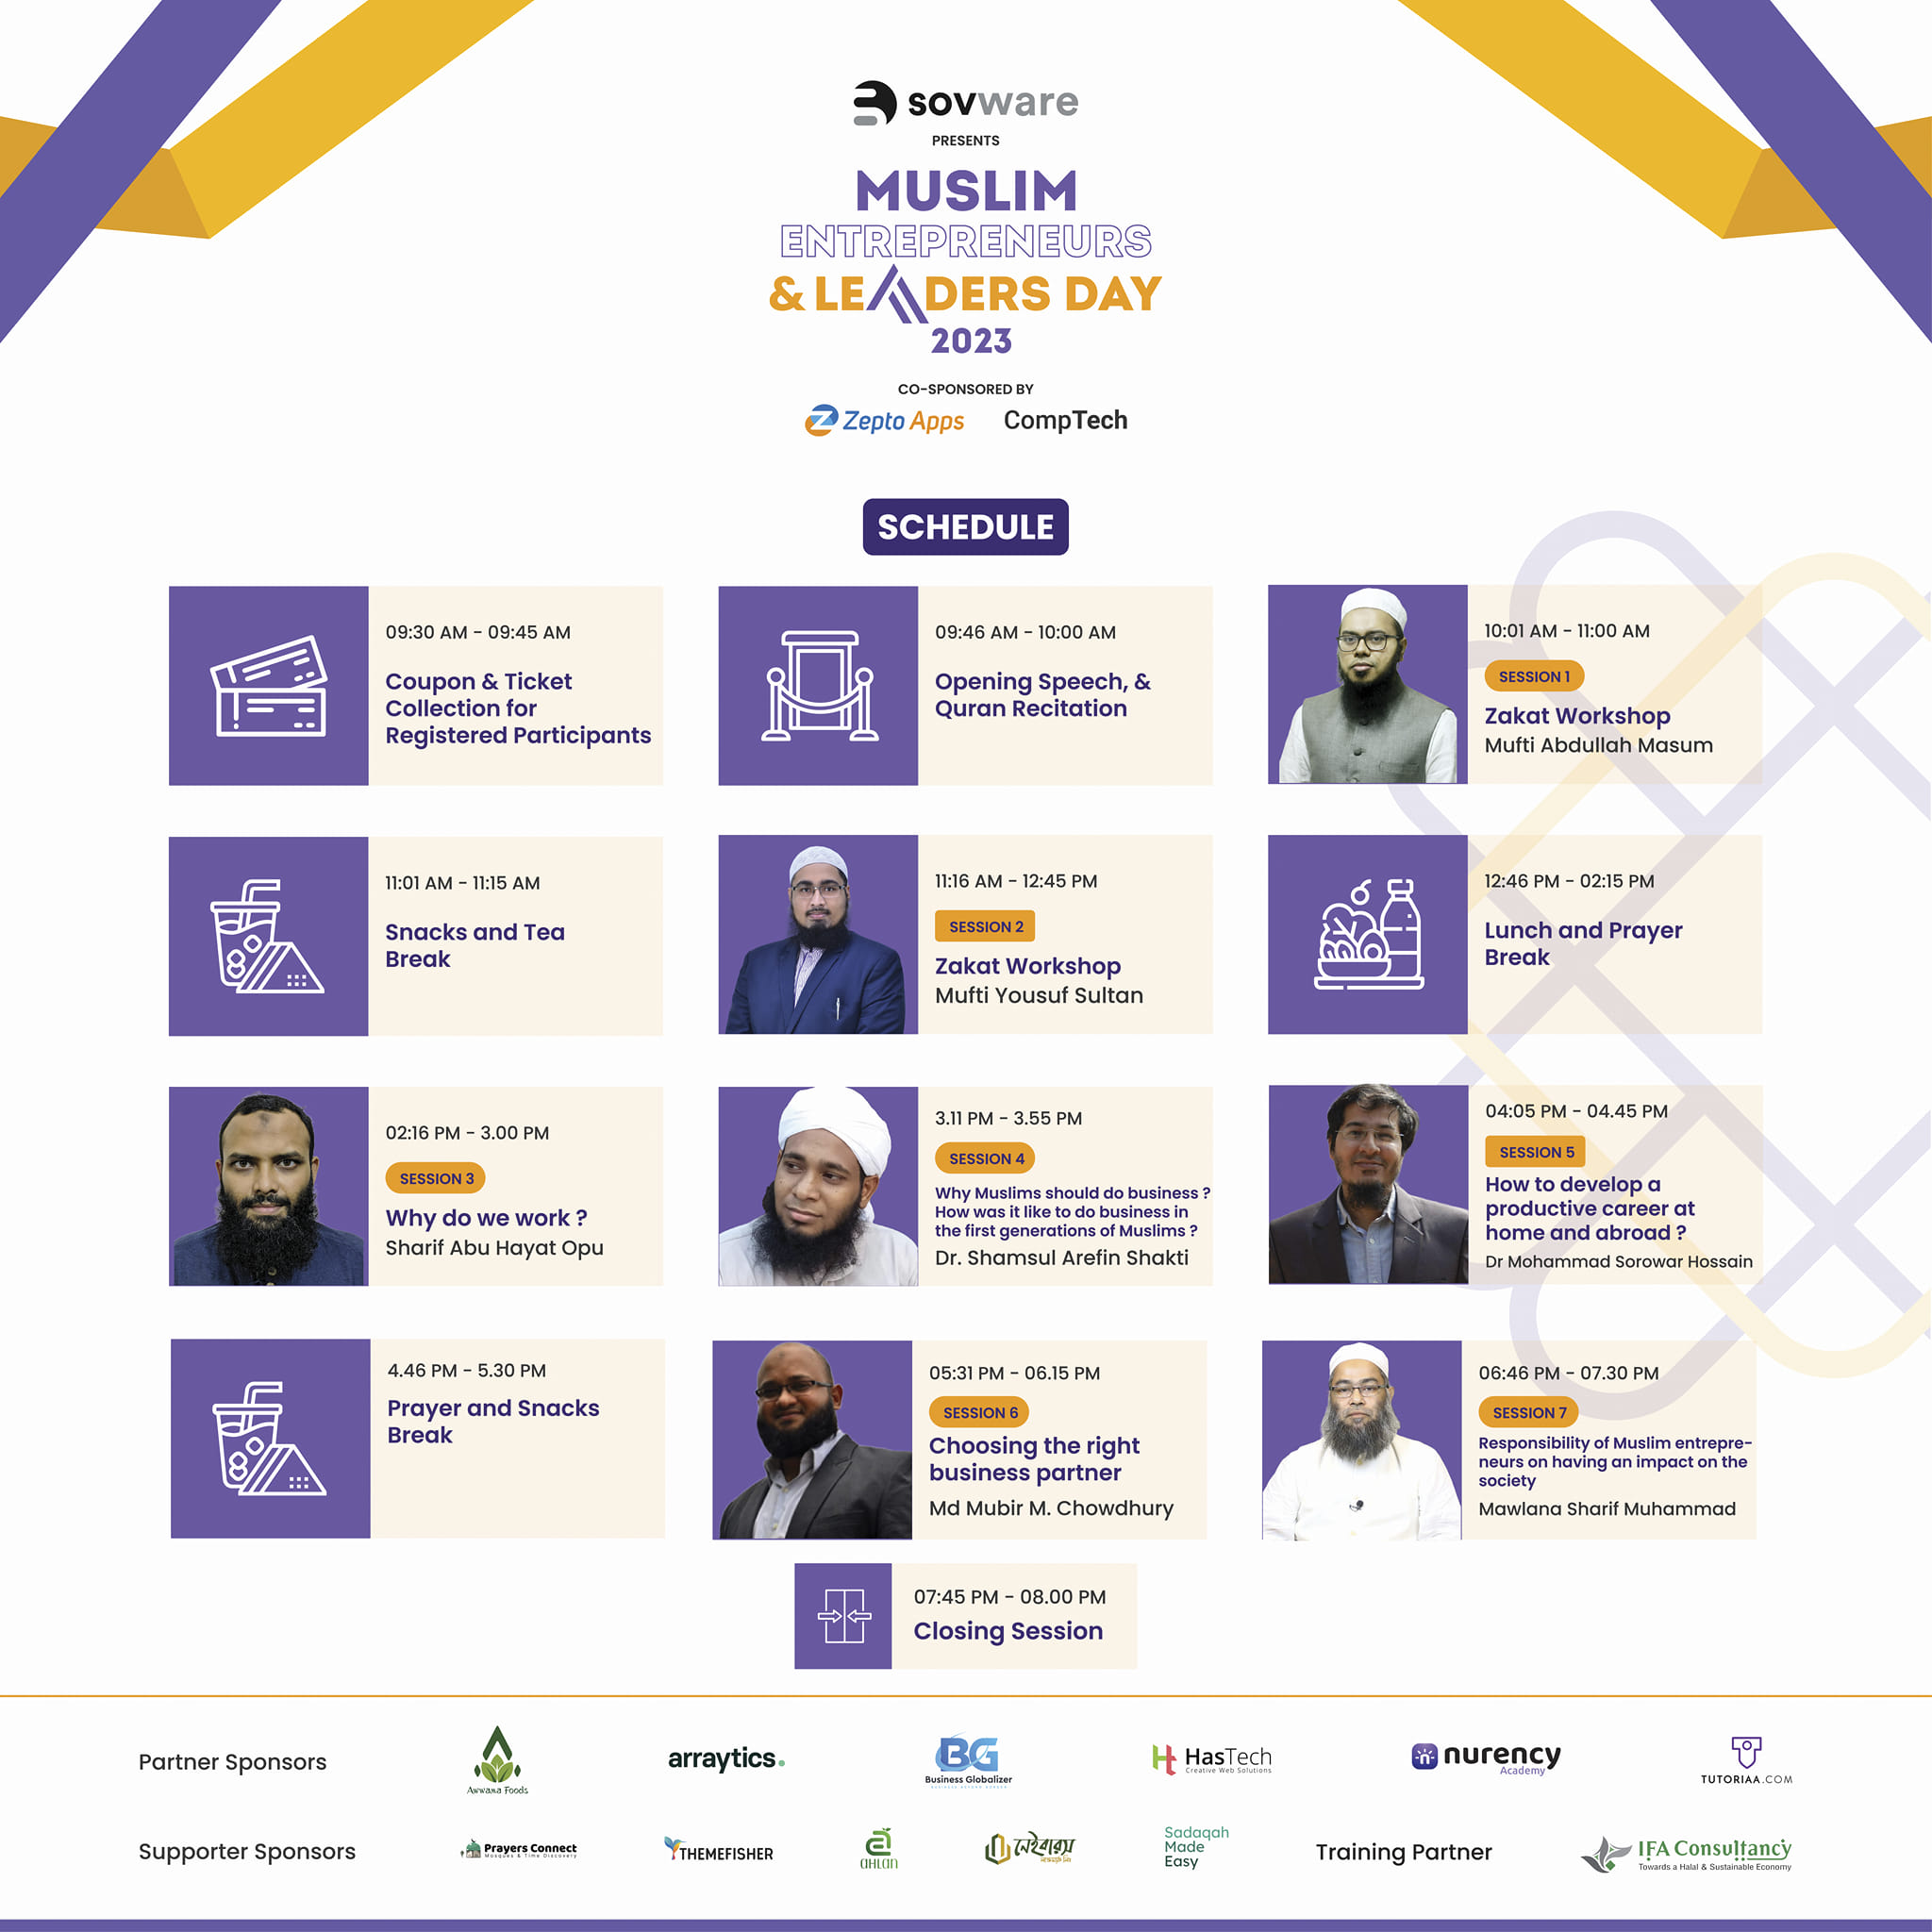 sovware
PRESENTS
MUSLIM
ENTREPRENEURS
& LEADERS DAY
2023
CO-SPONSORED BY
Zepto Apps
CompTech
SCHEDULE
09:30 AM - 09:45 AM
Coupon & Ticket
Collection for
Registered Participants
09:46 AM - 10:00 AM
Opening Speech, &
Quran Recitation
10:01 AM - 11:00 AM
SESSION 1
Zakat Workshop
Mufti Abdullah Masum
11:01 AM - 11:15 AM
Snacks and Tea
Break
11:16 AM - 12:45 PM
SESSION 2
Zakat Workshop
Mufti Yousuf Sultan
12:46 PM - 02:15 PM
Lunch and Prayer
Break
02:16 PM - 3.00 PM
SESSION 3
Why do we work ?
Sharif Abu Hayat Opu
3.11 PM - 3.55 PM
SESSION 4
Why Muslims should do business ?
How was it like to do business in
the first generations of Muslims ?
Dr. Shamsul Arefin Shakti
04:05 PM - 04.45 PM
SESSION 5
How to develop a
productive career at
home and abroad ?
Dr Mohammad Sorowar Hossain
4.46 PM - 5.30 PM
Prayer and Snacks
Break
05:31 PM - 06.15 PM
SESSION 6
Choosing the right
business partner
Md Mubir M. Chowdhury
06:46 PM - 07.30 PM
SESSION 7
Responsibility of Muslim entrepre-
neurs on having an impact on the
society
Mawlana Sharif Muhammad
07:45 PM - 08.00 PM
Closing Session
Partner Sponsors
Awwana Foods
arraytics.
BG
Business Globalizer
HasTech
Creative Web Solutions
nurency
Academy
TUTORIAA.COM
Supporter Sponsors
Prayers Connect
Mosques & Time Discovery
THEMEFISHER
AHLAN
নেইবারস
Sadaqah
Made
Easy
Training Partner
IFA Consultancy
Towards a Halal & Sustainable Economy